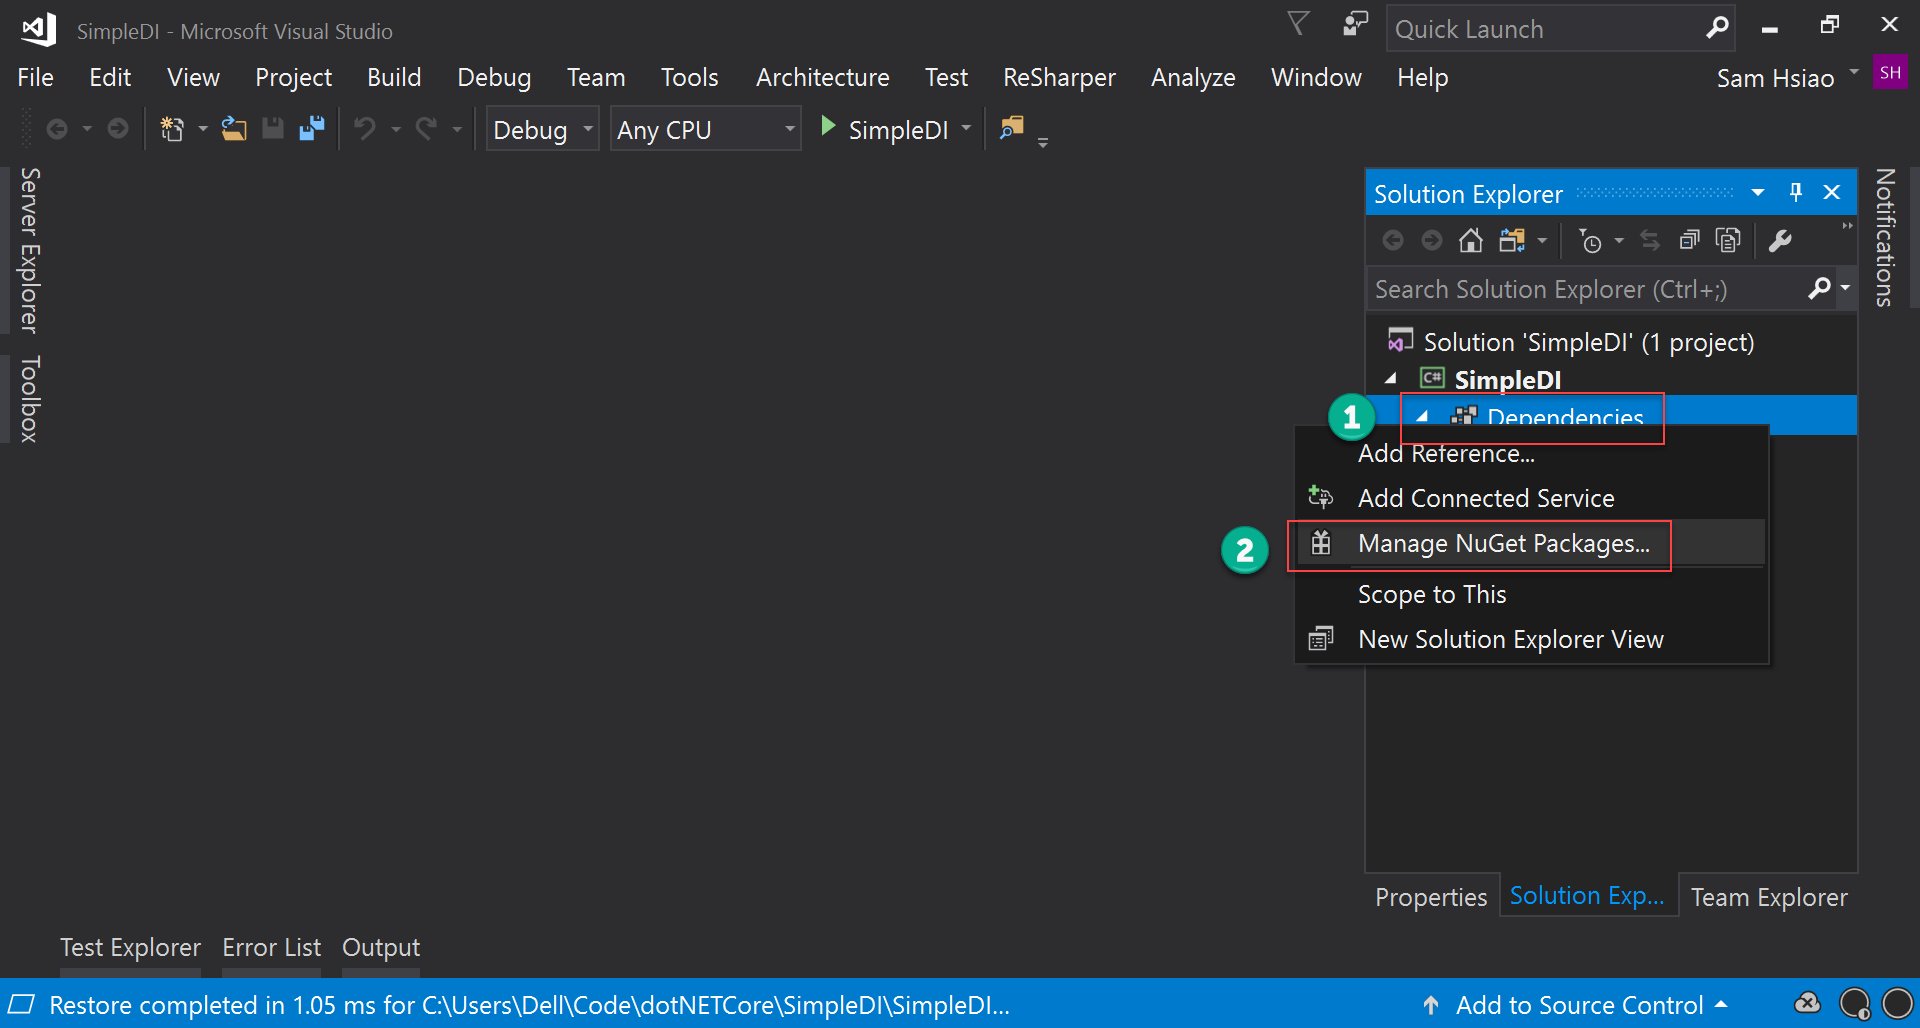 SimpleDI - Microsoft Visual Studio
Quick Launch
File Edit View Project Build Debug Team Tools Architecture Test ReSharper Analyze Window Help
Sam Hsiao SH
Debug Any CPU SimpleDI
Server Explorer
Toolbox
Solution Explorer
Notifications
Search Solution Explorer (Ctrl+;)
Solution 'SimpleDI' (1 project)
C# SimpleDI
1 Dependencies
Add Reference...
Add Connected Service
2 Manage NuGet Packages...
Scope to This
New Solution Explorer View
Properties Solution Exp... Team Explorer
Test Explorer Error List Output
Restore completed in 1.05 ms for C:\Users\Dell\Code\dotNETCore\SimpleDI\SimpleDI...
Add to Source Control